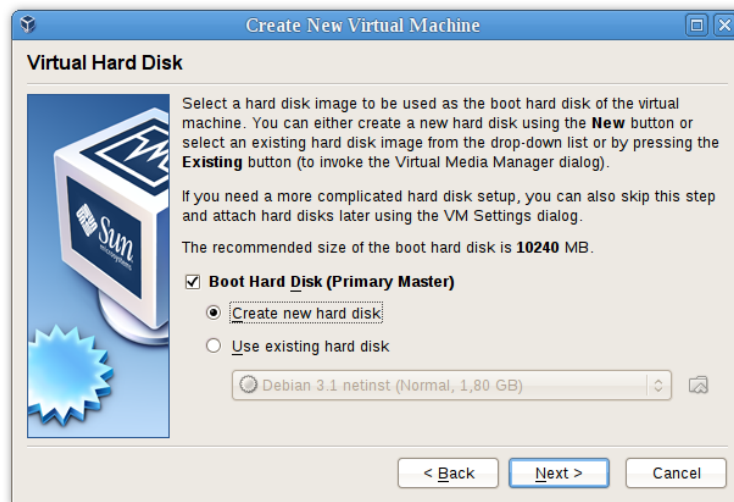 Create New Virtual Machine
Virtual Hard Disk
Select a hard disk image to be used as the boot hard disk of the virtual
machine. You can either create a new hard disk using the New button or
select an existing hard disk image from the drop-down list or by pressing the
Existing button (to invoke the Virtual Media Manager dialog).
If you need a more complicated hard disk setup, you can also skip this step
and attach hard disks later using the VM Settings dialog.
The recommended size of the boot hard disk is 10240 MB.
Sun
microsystems
Boot Hard Disk (Primary Master)
Create new hard disk
Use existing hard disk
Debian 3.1 netinst (Normal, 1,80 GB)
< Back
Next >
Cancel